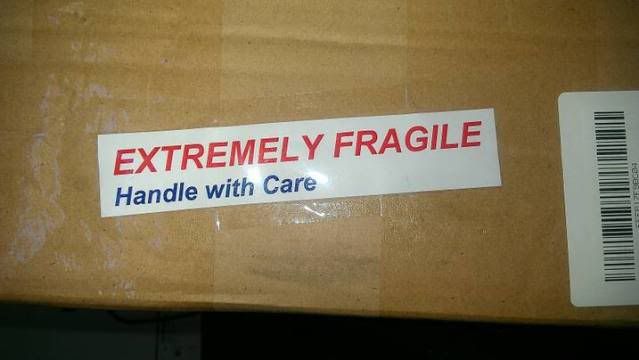 EXTREMELY FRAGILE
Handle with Care